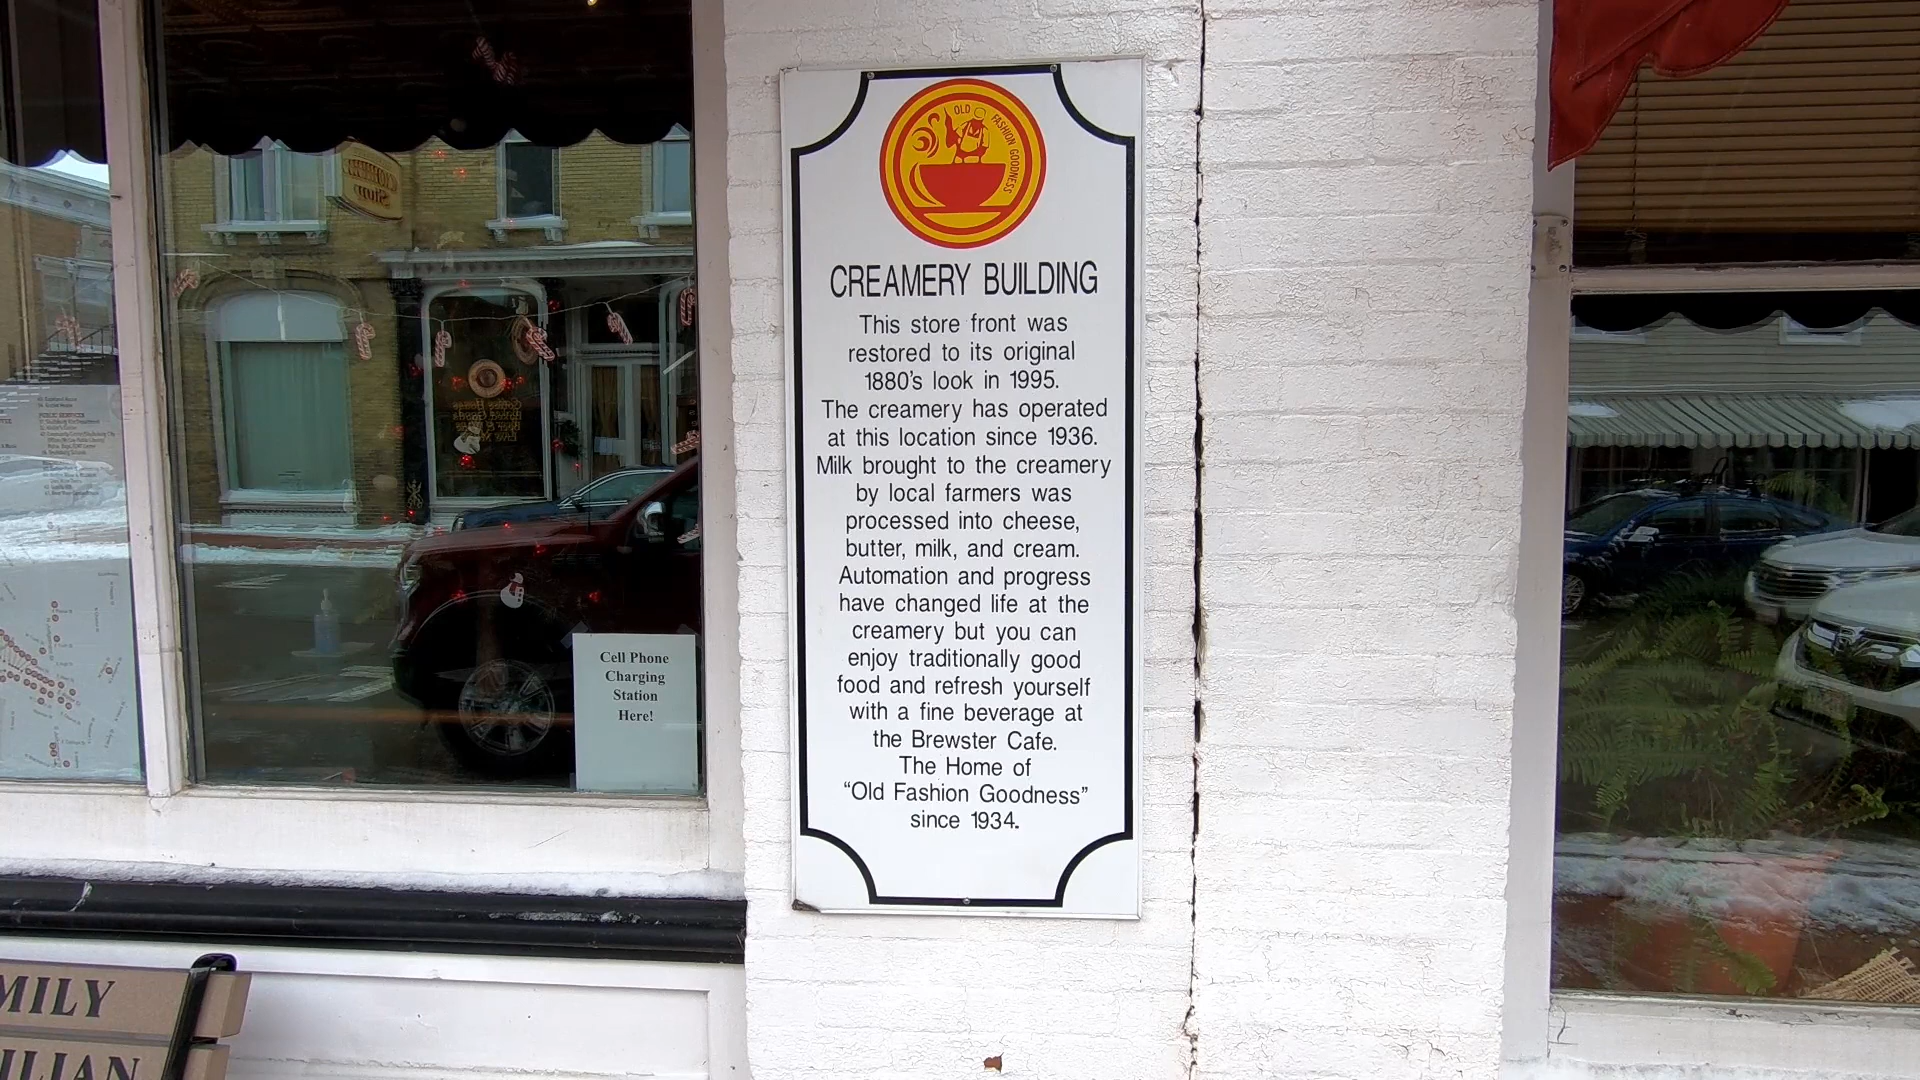 OLD FASHION GOODNESS
CREAMERY BUILDING
This store front was
restored to its original
1880's look in 1995.
The creamery has operated
at this location since 1936.
Milk brought to the creamery
by local farmers was
processed into cheese,
butter, milk, and cream.
Automation and progress
have changed life at the
creamery but you can
enjoy traditionally good
food and refresh yourself
with a fine beverage at
the Brewster Cafe.
The Home of
“Old Fashion Goodness”
since 1934.
Cell Phone
Charging
Station
Here!
MILY
ILIAN